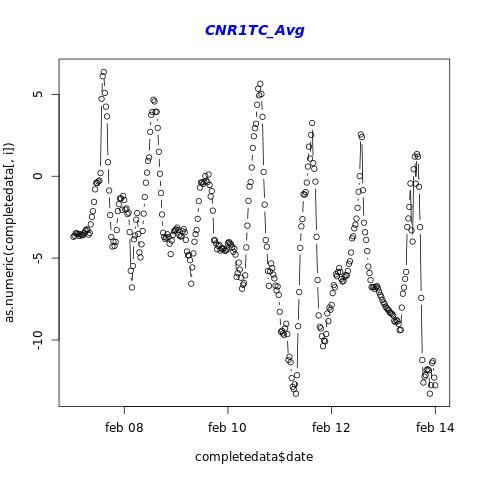 CNR1TC_Avg
as.numeric(completedata[, i])
5
0
-5
-10
feb 08
feb 10
feb 12
feb 14
completedata$date